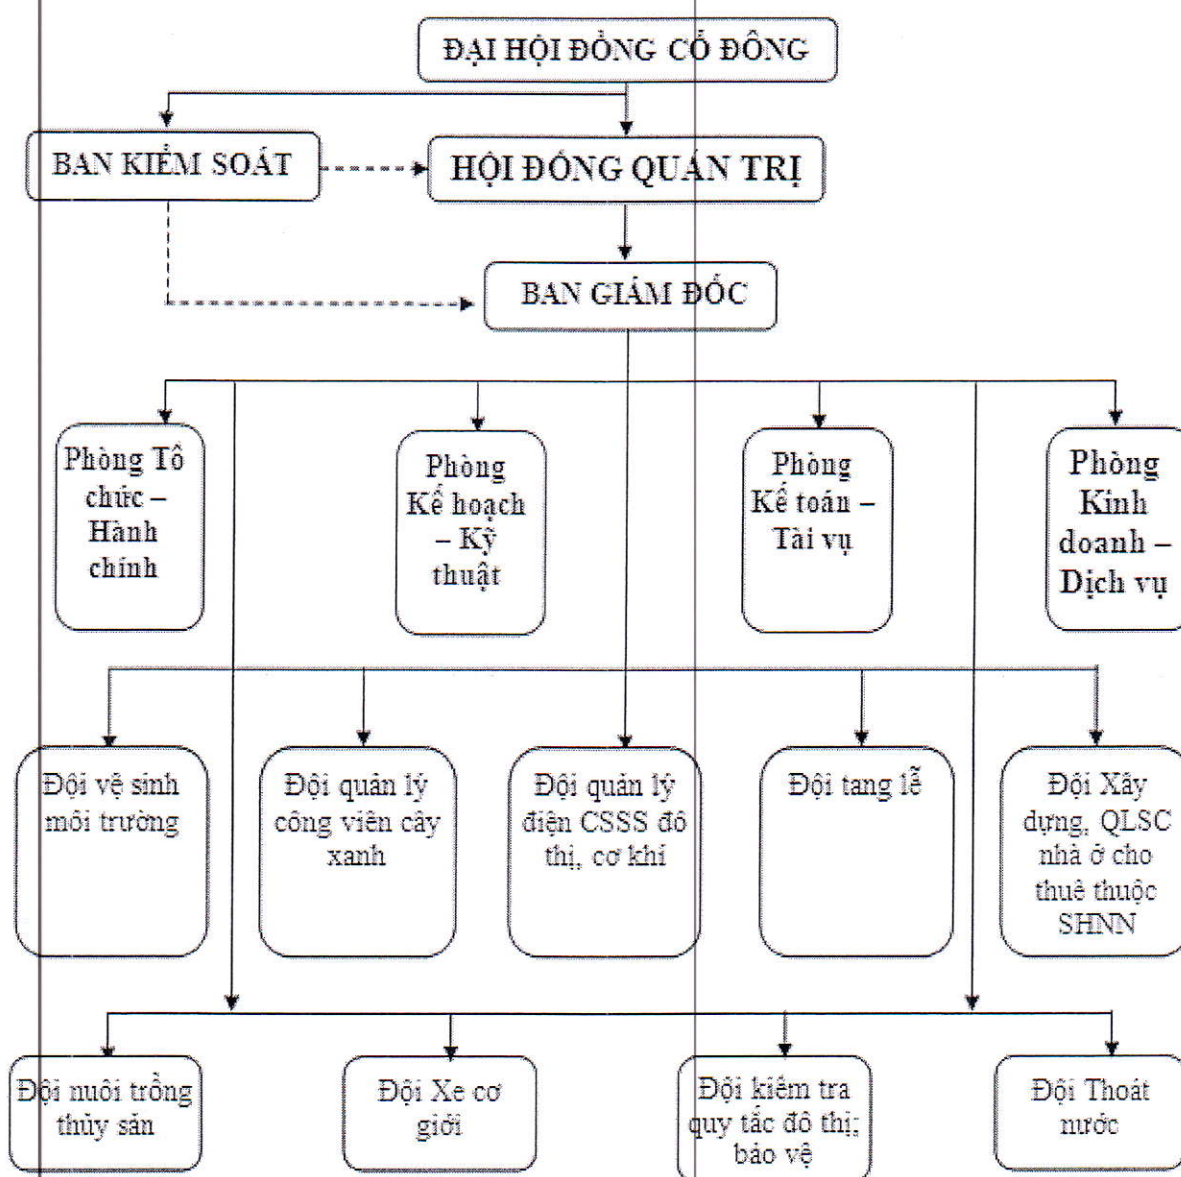 ĐẠI HỘI ĐỒNG CỔ ĐÔNG
BAN KIỂM SOÁT
HỘI ĐỒNG QUẢN TRỊ
BAN GIÁM ĐỐC
Phòng Tổ
chức –
Hành
chính
Phòng
Kế hoạch
– Kỹ
thuật
Phòng
Kế toán –
Tài vụ
Phòng
Kinh
doanh –
Dịch vụ
Đội vệ sinh
môi trường
Đội quản lý
công viên cây
xanh
Đội quản lý
điện CSSS đô
thị, cơ khí
Đội tang lễ
Đội Xây
dựng, QLSC
nhà ở cho
thuê thuộc
SHNN
Đội nuôi trồng
thủy sản
Đội Xe cơ
giới
Đội kiểm tra
quy tắc đô thị;
bảo vệ
Đội Thoát
nước